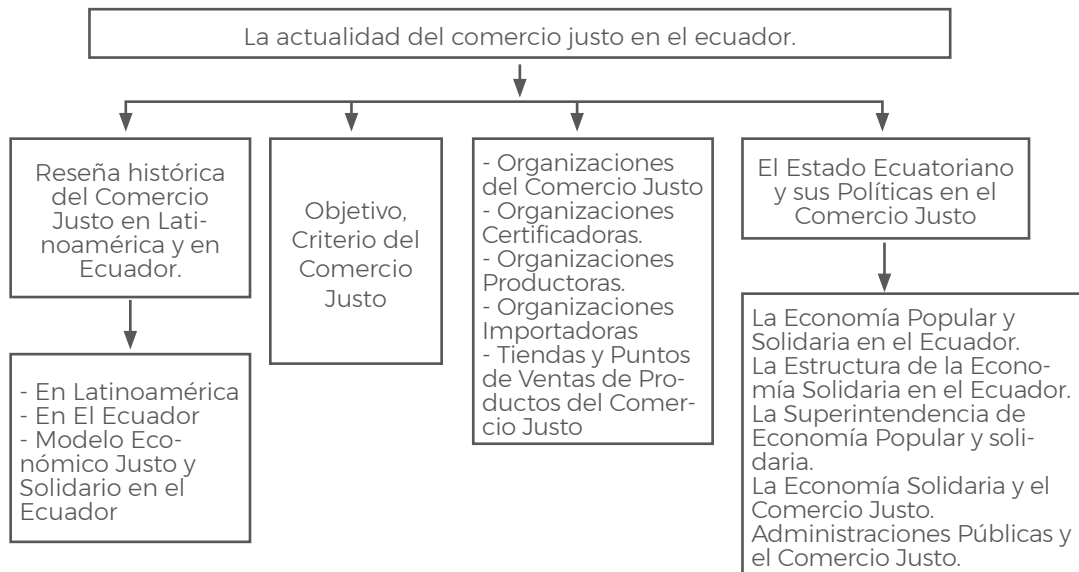 La actualidad del comercio justo en el ecuador.
Reseña histórica
del Comercio
Justo en Lati-
noamérica y en
Ecuador.
- En Latinoamérica
- En El Ecuador
- Modelo Eco-
nómico Justo y
Solidario en el
Ecuador
Objetivo,
Criterio del
Comercio
Justo
- Organizaciones
del Comercio Justo
- Organizaciones
Certificadoras.
- Organizaciones
Productoras.
- Organizaciones
Importadoras
- Tiendas y Puntos
de Ventas de Pro-
ductos del Comer-
cio Justo
El Estado Ecuatoriano
y sus Políticas en el
Comercio Justo
La Economía Popular y
Solidaria en el Ecuador.
La Estructura de la Econo-
mía Solidaria en el Ecuador.
La Superintendencia de
Economía Popular y soli-
daria.
La Economía Solidaria y el
Comercio Justo.
Administraciones Públicas y
el Comercio Justo.